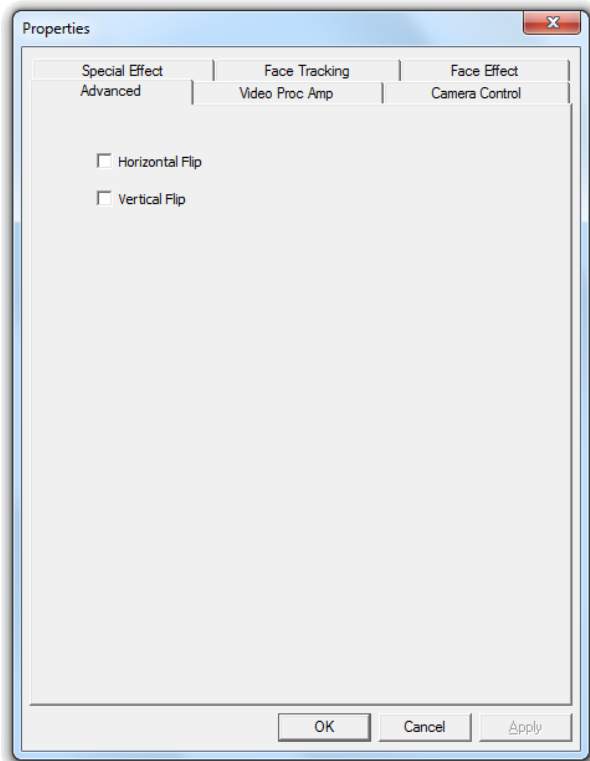 Properties
Special Effect Face Tracking Face Effect
Advanced Video Proc Amp Camera Control
Horizontal Flip
Vertical Flip
OK Cancel Apply